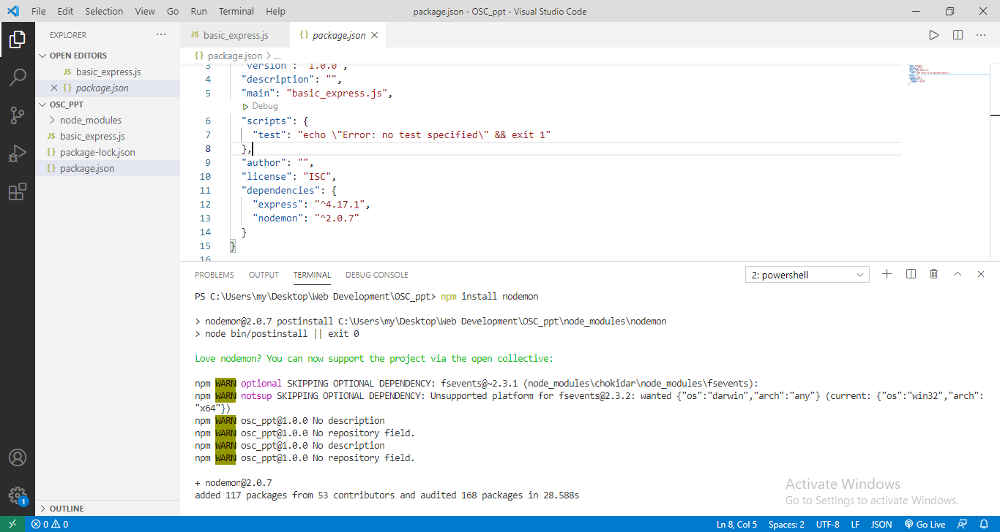 File Edit Selection View Go Run Terminal Help package.json - OSC_ppt - Visual Studio Code
EXPLORER ···
OPEN EDITORS
JS basic_express.js
{} package.json
OSC_PPT
node_modules
JS basic_express.js
{} package-lock.json
{} package.json
OUTLINE
JS basic_express.js {} package.json
{} package.json > ...
3 "version": "1.0.0",
4 "description": "",
5 "main": "basic_express.js",
Debug
6 "scripts": {
7 "test": "echo \"Error: no test specified\" && exit 1"
8 },
9 "author": "",
10 "license": "ISC",
11 "dependencies": {
12 "express": "^4.17.1",
13 "nodemon": "^2.0.7"
14 }
15 }
16
PROBLEMS OUTPUT TERMINAL DEBUG CONSOLE 2: powershell
PS C:\Users\my\Desktop\Web Development\OSC_ppt> npm install nodemon
> nodemon@2.0.7 postinstall C:\Users\my\Desktop\Web Development\OSC_ppt\node_modules\nodemon
> node bin/postinstall || exit 0
Love nodemon? You can now support the project via the open collective:
npm WARN optional SKIPPING OPTIONAL DEPENDENCY: fsevents@~2.3.1 (node_modules\chokidar\node_modules\fsevents):
npm WARN notsup SKIPPING OPTIONAL DEPENDENCY: Unsupported platform for fsevents@2.3.2: wanted {"os":"darwin","arch":"any"} (current: {"os":"win32","arch":
"x64"})
npm WARN osc_ppt@1.0.0 No description
npm WARN osc_ppt@1.0.0 No repository field.
npm WARN osc_ppt@1.0.0 No description
npm WARN osc_ppt@1.0.0 No repository field.
+ nodemon@2.0.7
added 117 packages from 53 contributors and audited 168 packages in 28.588s
Activate Windows
Go to Settings to activate Windows.
1
0 0 Ln 8, Col 5 Spaces: 2 UTF-8 LF JSON Go Live